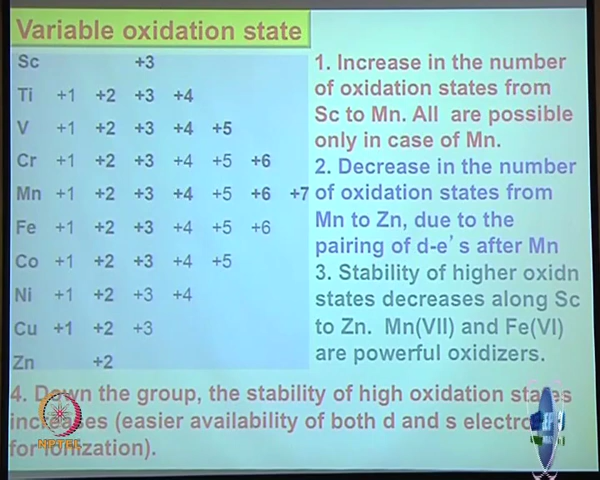 Variable oxidation state
Sc +3
Ti +1 +2 +3 +4
V +1 +2 +3 +4 +5
Cr +1 +2 +3 +4 +5 +6
Mn +1 +2 +3 +4 +5 +6 +7
Fe +1 +2 +3 +4 +5 +6
Co +1 +2 +3 +4 +5
Ni +1 +2 +3 +4
Cu +1 +2 +3
Zn +2
1. Increase in the number
of oxidation states from
Sc to Mn. All are possible
only in case of Mn.
2. Decrease in the number
of oxidation states from
Mn to Zn, due to the
pairing of d-e's after Mn
3. Stability of higher oxidn
states decreases along Sc
to Zn. Mn(VII) and Fe(VI)
are powerful oxidizers.
4. Down the group, the stability of high oxidation states
increases (easier availability of both d and s electro
for ionization).
NPTEL